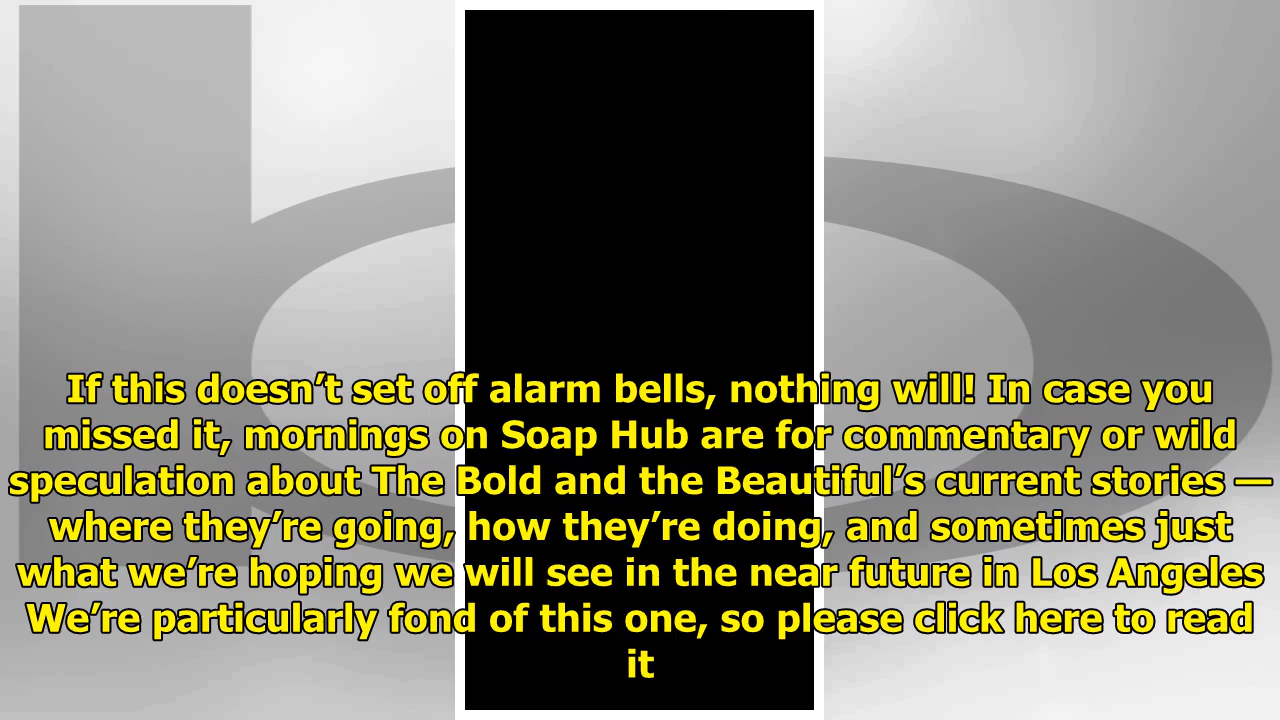 If this doesn’t set off alarm bells, nothing will! In case you
missed it, mornings on Soap Hub are for commentary or wild
speculation about The Bold and the Beautiful’s current stories —
where they’re going, how they’re doing, and sometimes just
what we’re hoping we will see in the near future in Los Angeles
We’re particularly fond of this one, so please click here to read
it